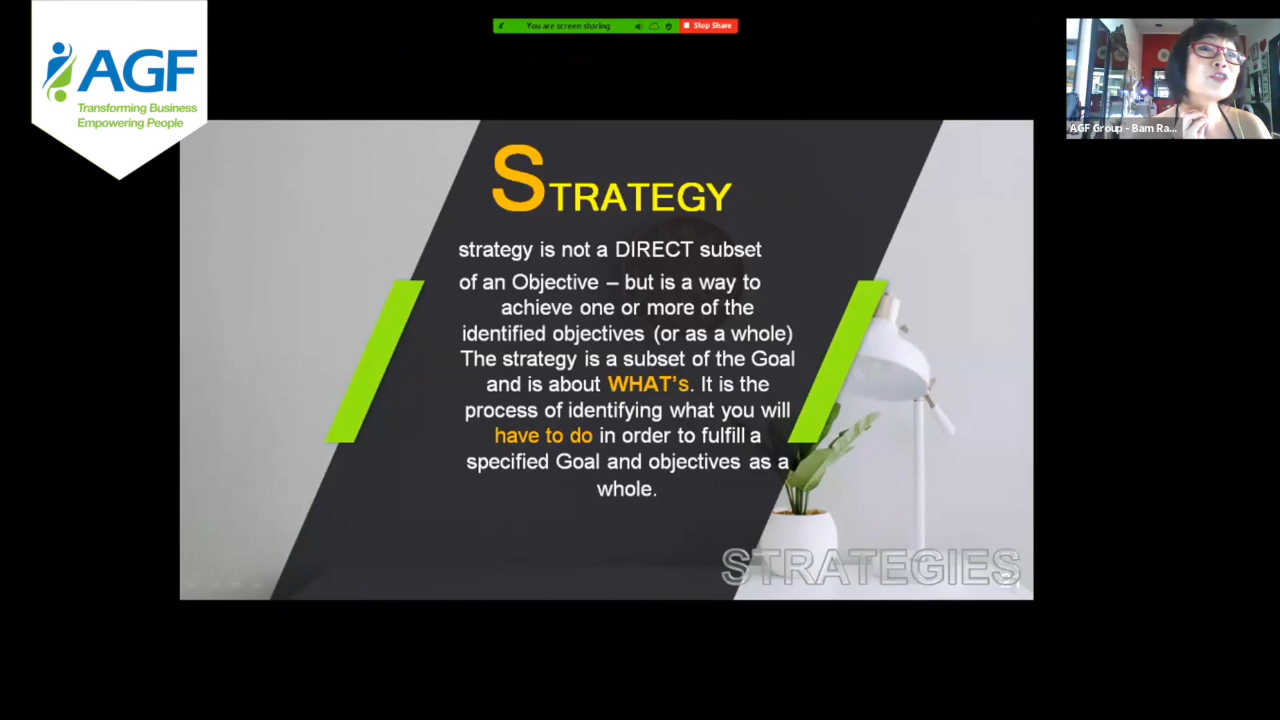 You are screen sharing
Stop Share
AGF
Transforming Business
Empowering People
AGF Group - Bam Ra...
STRATEGY
strategy is not a DIRECT subset
of an Objective – but is a way to
achieve one or more of the
identified objectives (or as a whole)
The strategy is a subset of the Goal
and is about WHAT's. It is the
process of identifying what you will
have to do in order to fulfill a
specified Goal and objectives as a
whole.
STRATEGIES